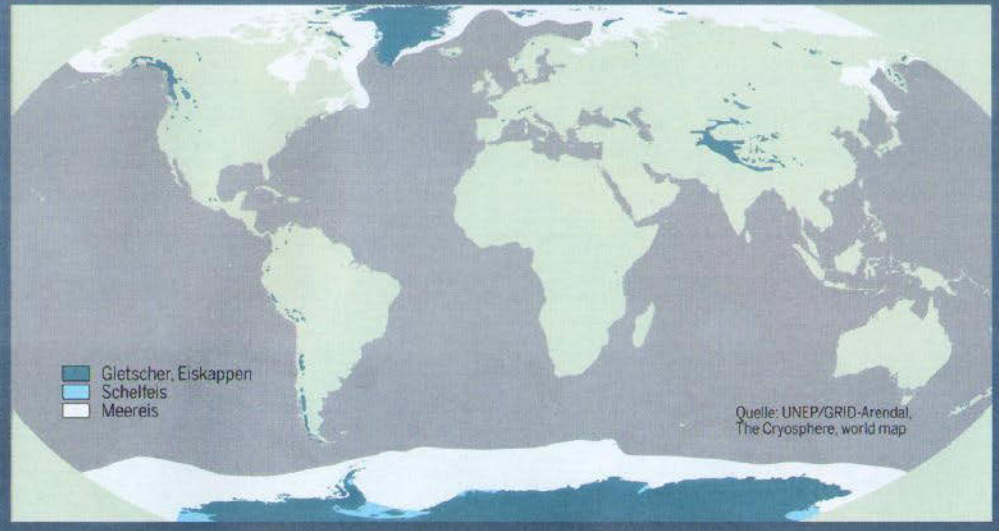 Gletscher, Eiskappen
Schelfeis
Meereis
Quelle: UNEP/GRID-Arendal,
The Cryosphere, world map